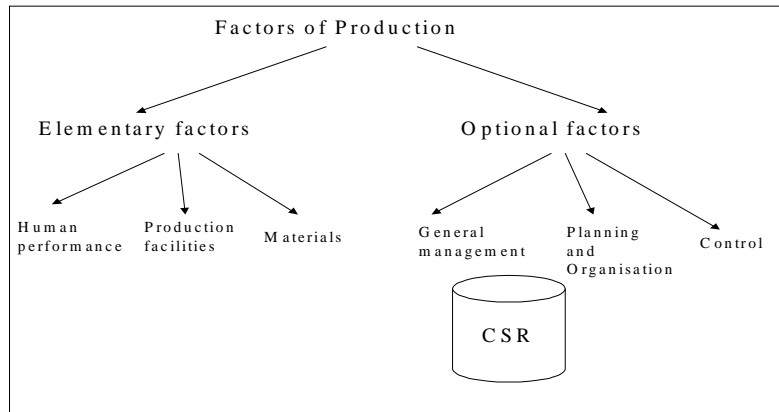 Factors of Production
Elementary factors
Optional factors
Human
performance
Production
facilities
Materials
General
management
Planning
and
Organisation
Control
CSR